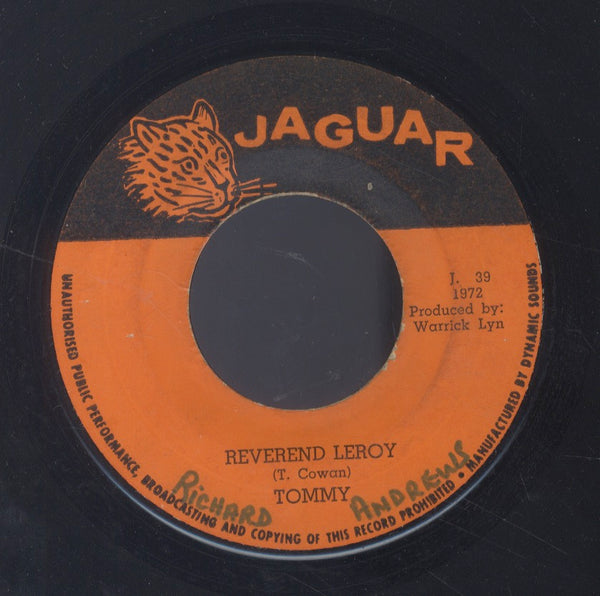 JAGUAR
J. 39
1972
Produced by:
Warrick Lyn
REVEREND LEROY
(T. Cowan)
TOMMY
RICHARD ANDREWS
UNAUTHORISED PUBLIC PERFORMANCE, BROADCASTING AND COPYING OF THIS RECORD PROHIBITED • MANUFACTURED BY DYNAMIC SOUNDS